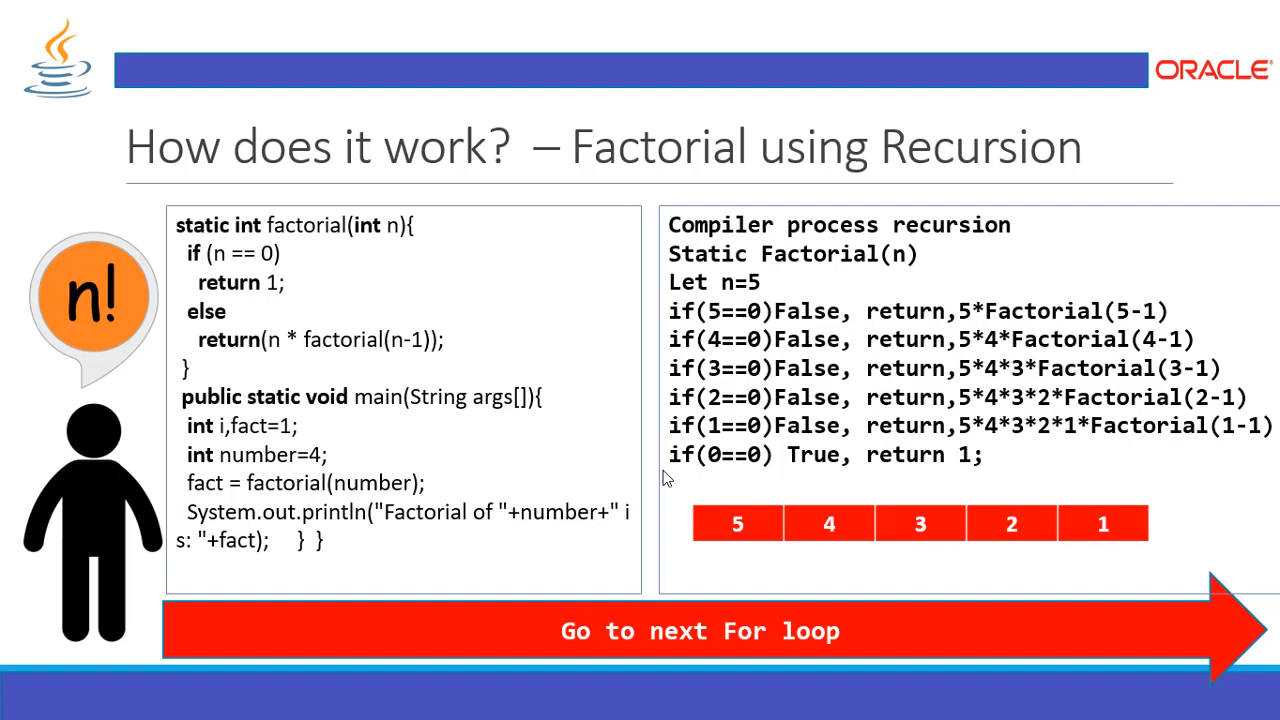 ORACLE
How does it work? – Factorial using Recursion
n!
static int factorial(int n){
if (n == 0)
return 1;
else
return(n * factorial(n-1));
}
public static void main(String args[]){
int i,fact=1;
int number=4;
fact = factorial(number);
System.out.println("Factorial of "+number+" i
s: "+fact); } }
Compiler process recursion
Static Factorial(n)
Let n=5
if(5==0)False, return,5*Factorial(5-1)
if(4==0)False, return,5*4*Factorial(4-1)
if(3==0)False, return,5*4*3*Factorial(3-1)
if(2==0)False, return,5*4*3*2*Factorial(2-1)
if(1==0)False, return,5*4*3*2*1*Factorial(1-1)
if(0==0) True, return 1;
5 4 3 2 1
Go to next For loop